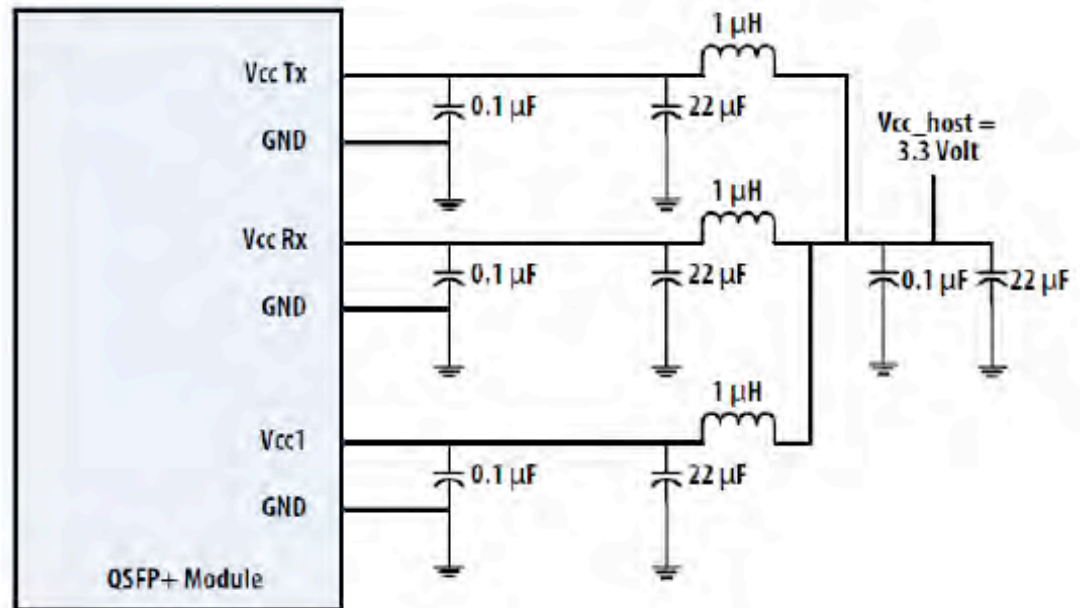 1 µH
Vcc Tx
0.1 µF
22 µF
GND
Vcc_host =
3.3 Volt
1 µH
Vcc Rx
0.1 µF
22 µF
0.1 µF
22 µF
GND
1 µH
Vcc1
0.1 µF
22 µF
GND
QSFP+ Module